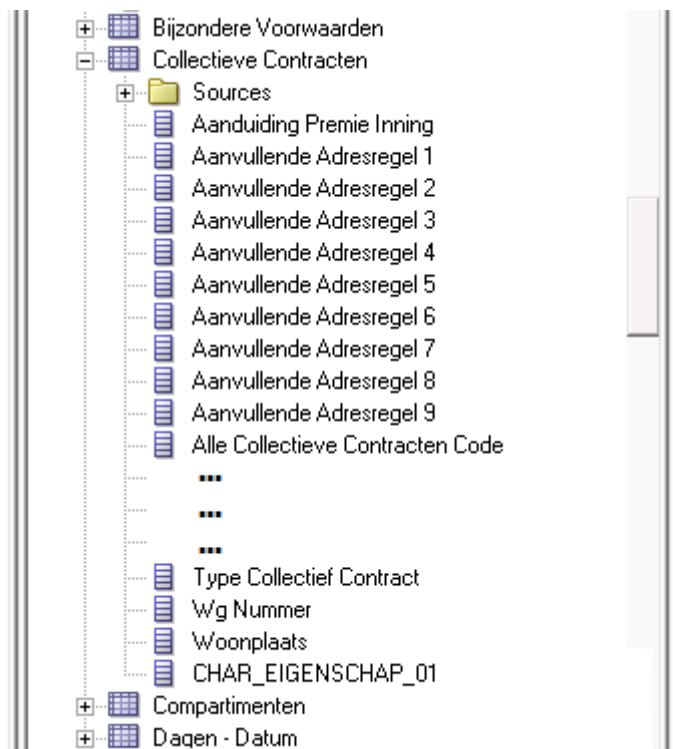 Bijzondere Voorwaarden
Collectieve Contracten
Sources
Aanduiding Premie Inning
Aanvullende Adresregel 1
Aanvullende Adresregel 2
Aanvullende Adresregel 3
Aanvullende Adresregel 4
Aanvullende Adresregel 5
Aanvullende Adresregel 6
Aanvullende Adresregel 7
Aanvullende Adresregel 8
Aanvullende Adresregel 9
Alle Collectieve Contracten Code
...
...
...
Type Collectief Contract
Wg Nummer
Woonplaats
CHAR_EIGENSCHAP_01
Compartimenten
Dagen - Datum